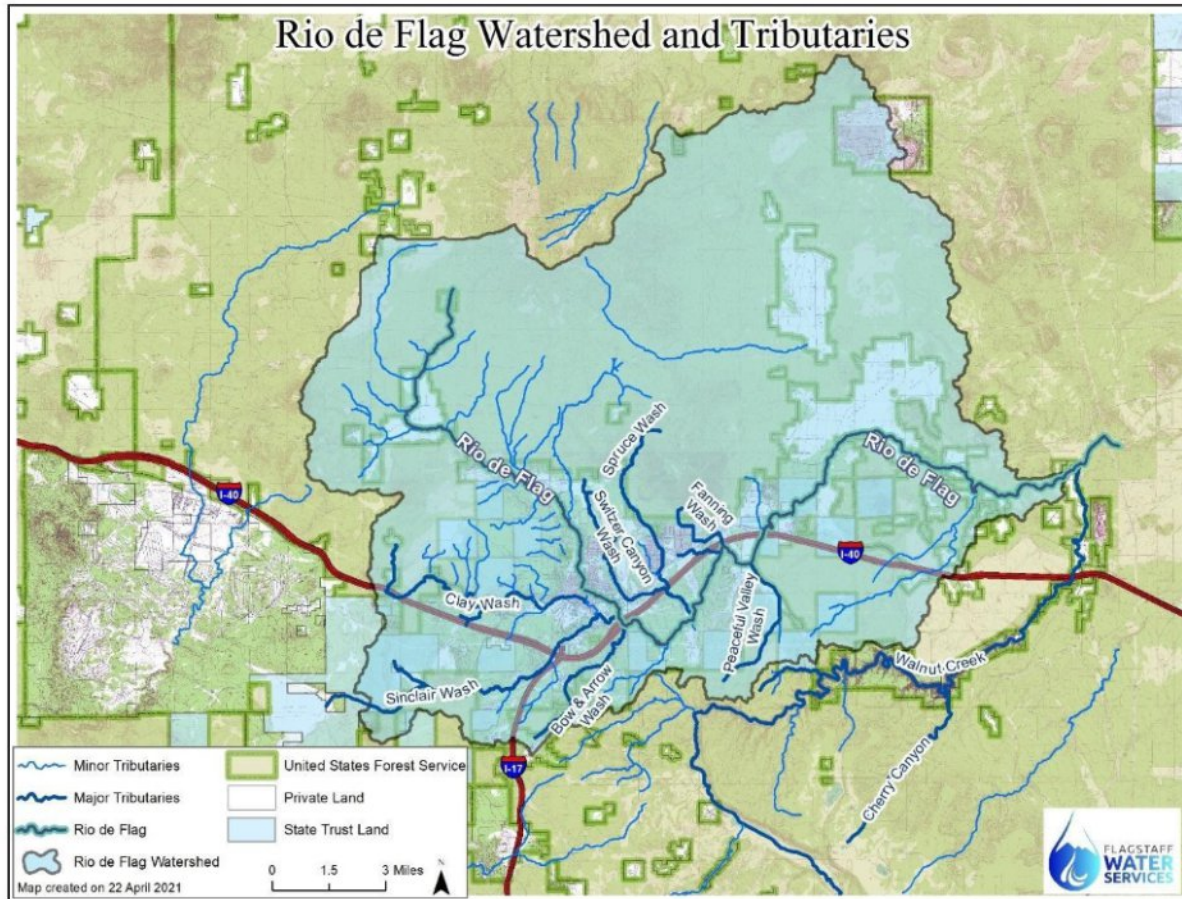 Rio de Flag Watershed and Tributaries
Rio de Flag
Spruce Wash
Switzer Canyon
Wash
Fanning
Wash
Rio de Flag
I-40
I-40
Clay Wash
Peaceful Valley
Wash
Sinclair Wash
Bow & Arrow
Wash
Walnut Creek
Cherry Canyon
I-17
Minor Tributaries
Major Tributaries
Rio de Flag
Rio de Flag Watershed
United States Forest Service
Private Land
State Trust Land
Map created on 22 April 2021
0 1.5 3 Miles
N
FLAGSTAFF
WATER
SERVICES